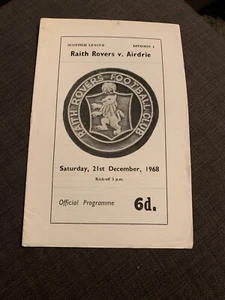 SCOTTISH LEAGUE DIVISION I
Raith Rovers v. Airdrie
RAITH ROVERS FOOTBALL CLUB
Saturday, 21st December, 1968
Kick-off 3 p.m.
Official Programme 6d.